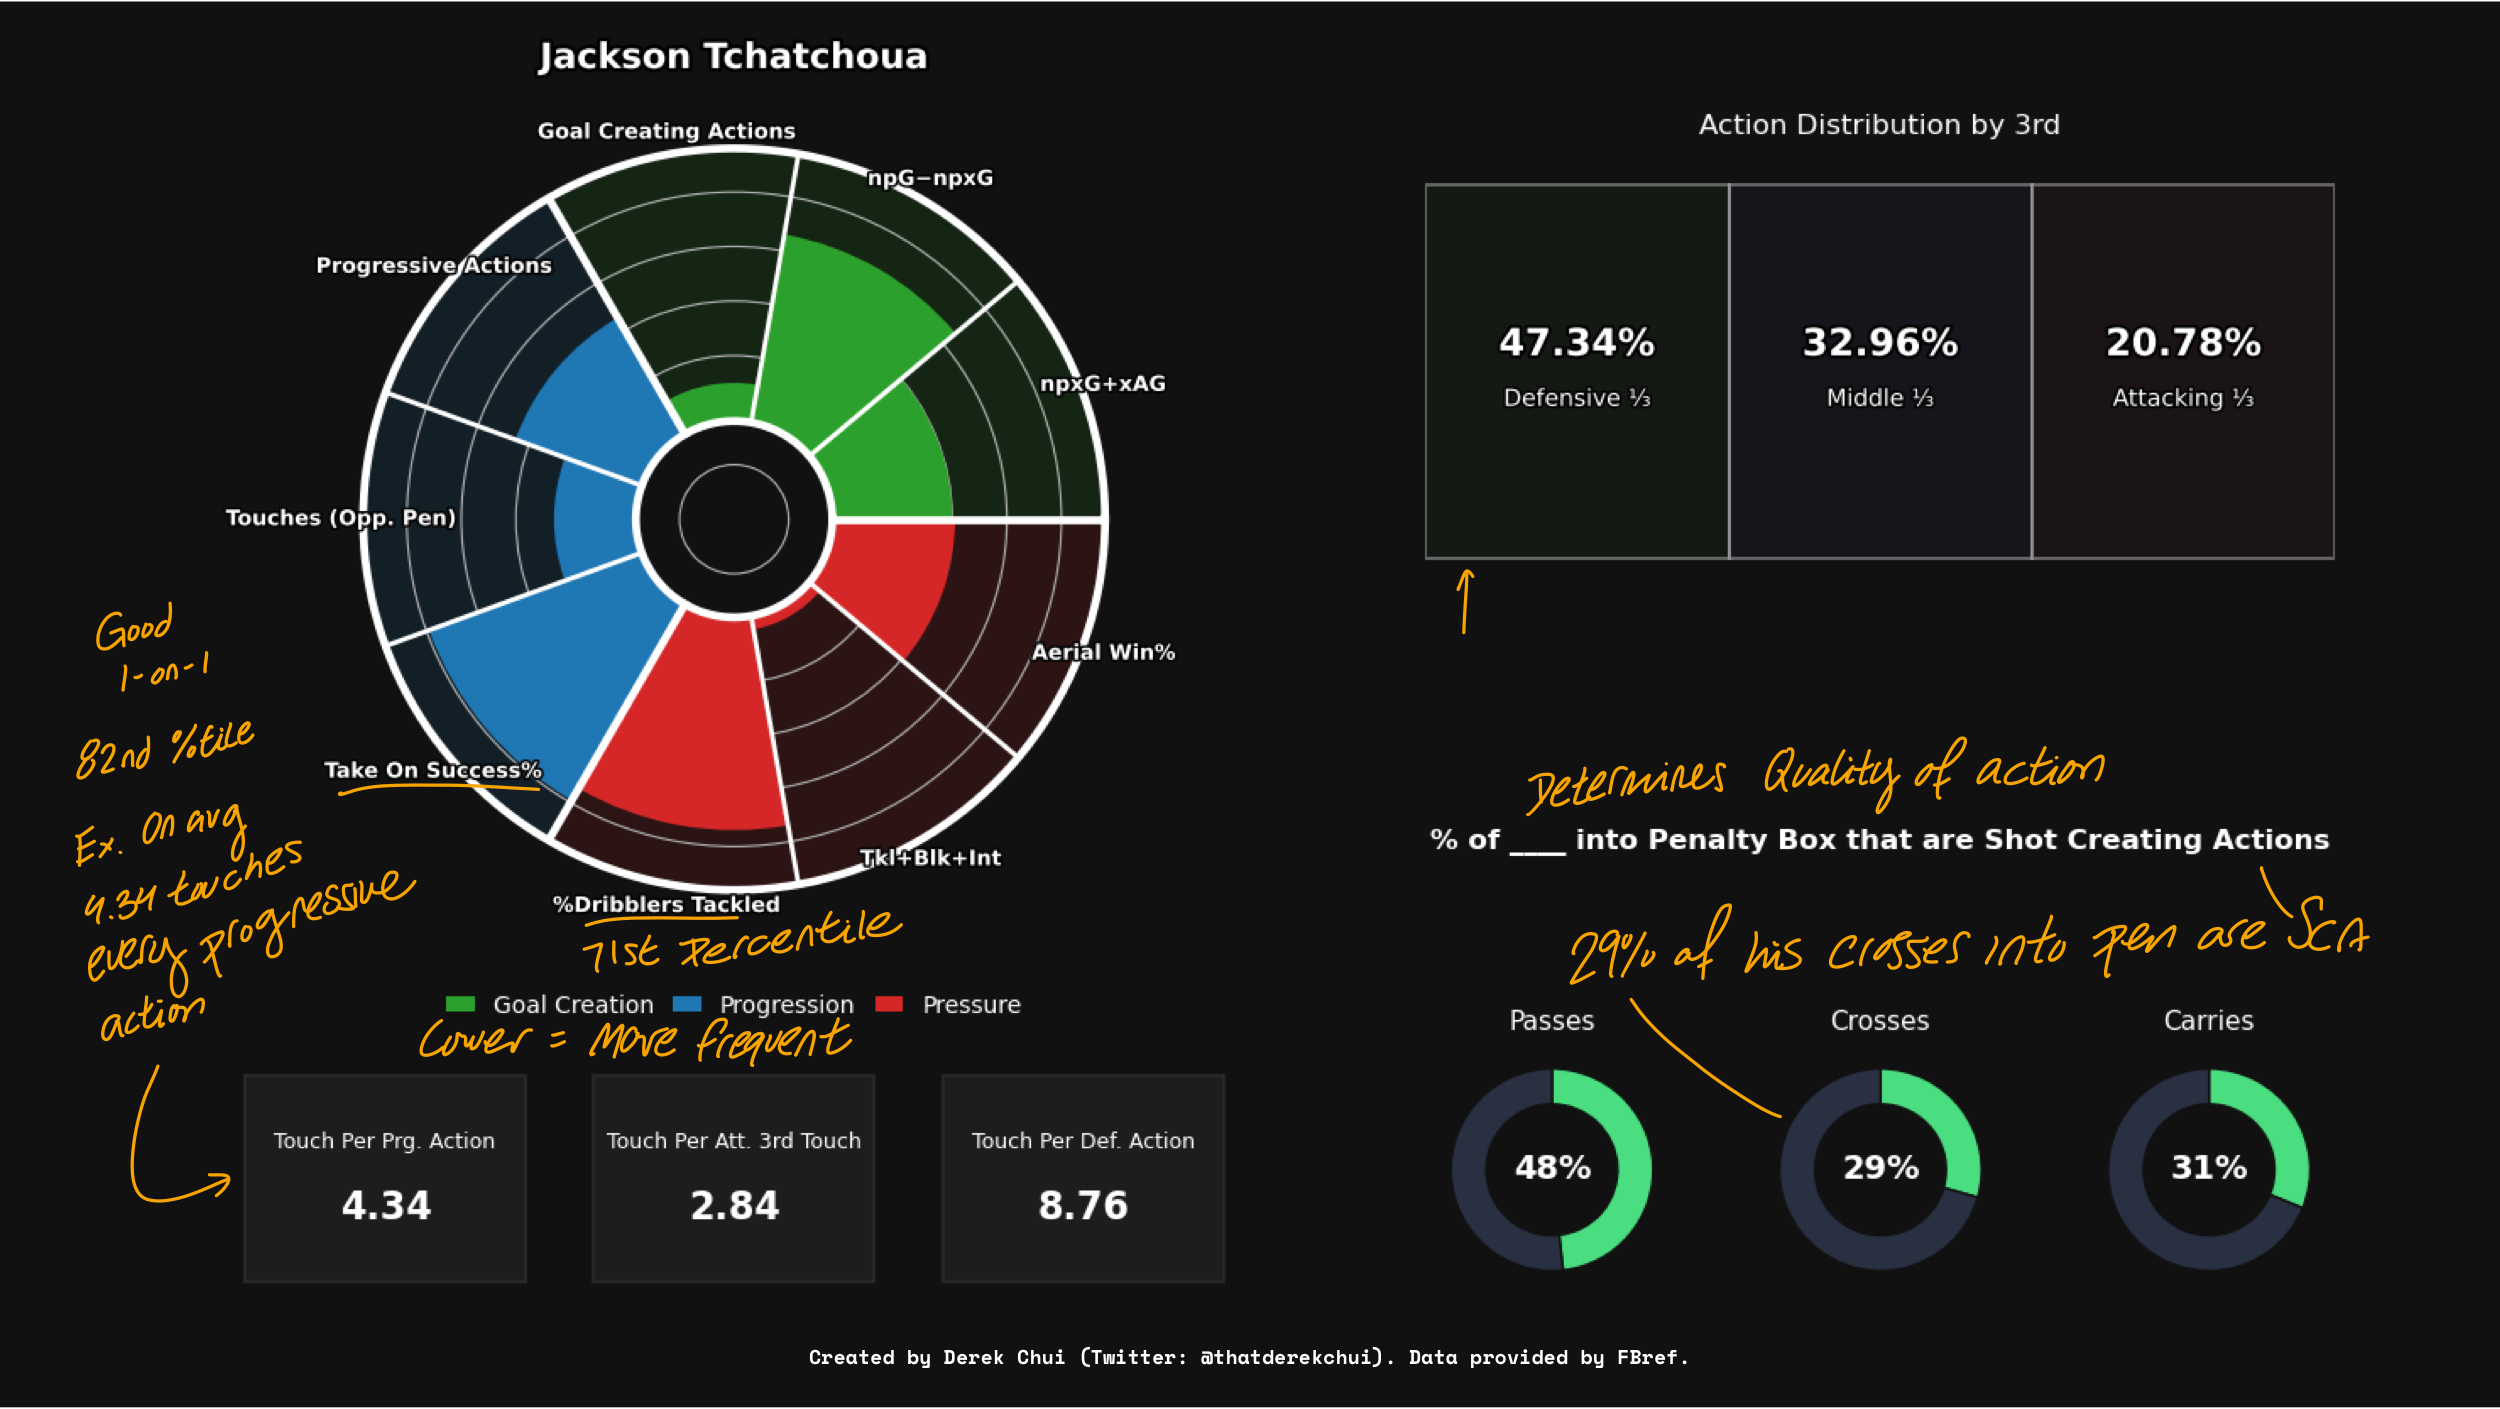 Jackson Tchatchoua
Goal Creating Actions
npG−npxG
Progressive Actions
npxG+xAG
Touches (Opp. Pen)
Aerial Win%
Take On Success%
Tkl+Blk+Int
%Dribblers Tackled
Good
1-on-1
82nd %tile
Ex. On avg
4.34 touches
every progressive
action
71st Percentile
Goal Creation Progression Pressure
Lower = More frequent
Touch Per Prg. Action
4.34
Touch Per Att. 3rd Touch
2.84
Touch Per Def. Action
8.76
Action Distribution by 3rd
47.34%
Defensive ⅓
32.96%
Middle ⅓
20.78%
Attacking ⅓
Determines Quality of action
% of ____ into Penalty Box that are Shot Creating Actions
29% of his crosses into pen are SCA
Passes
48%
Crosses
29%
Carries
31%
Created by Derek Chui (Twitter: @thatderekchui). Data provided by FBref.